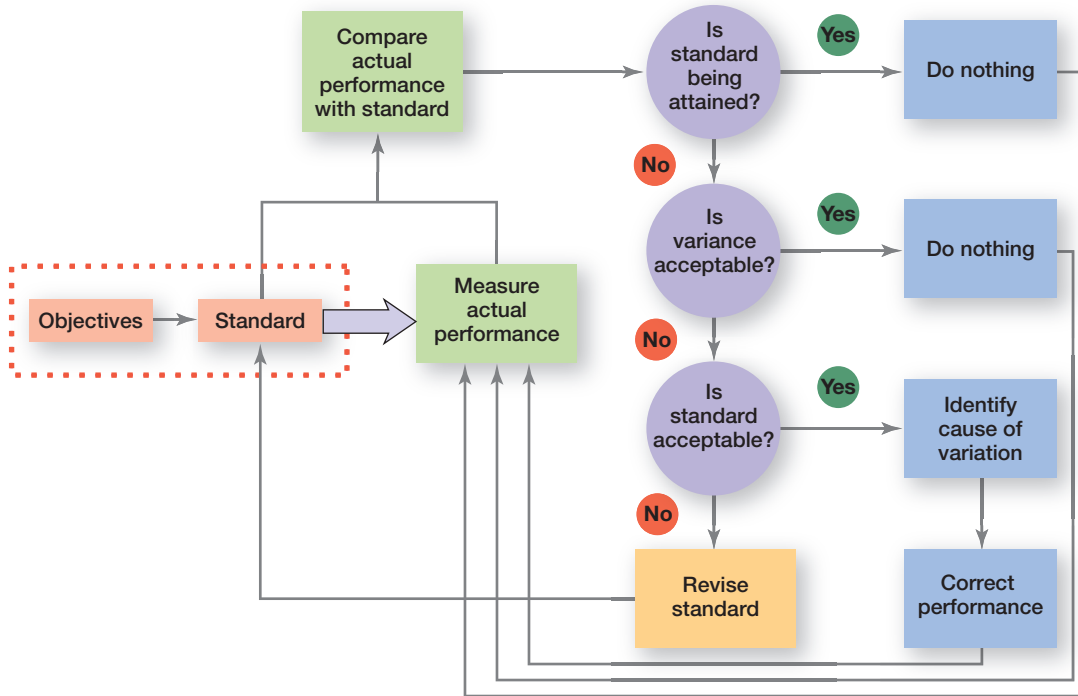 Compare
actual
performance
with standard
Is
standard
being
attained?
Yes
Do nothing
No
Is
variance
acceptable?
Yes
Do nothing
Objectives
Standard
Measure
actual
performance
No
Is
standard
acceptable?
Yes
Identify
cause of
variation
No
Revise
standard
Correct
performance